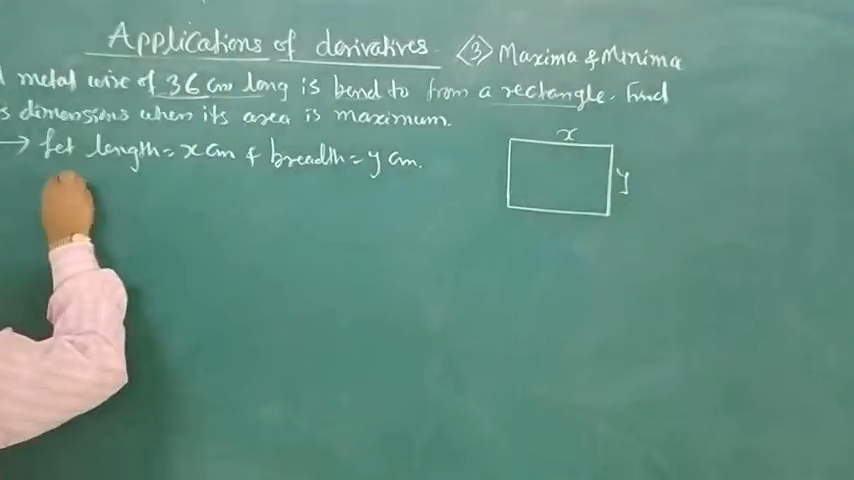 Applications of derivatives. ③ Maxima & Minima
metal wire of 36 cm long is bend to from a rectangle. Find
s dimensions when its area is maximum.
→ Let length = x cm & breadth = y cm.
x
y